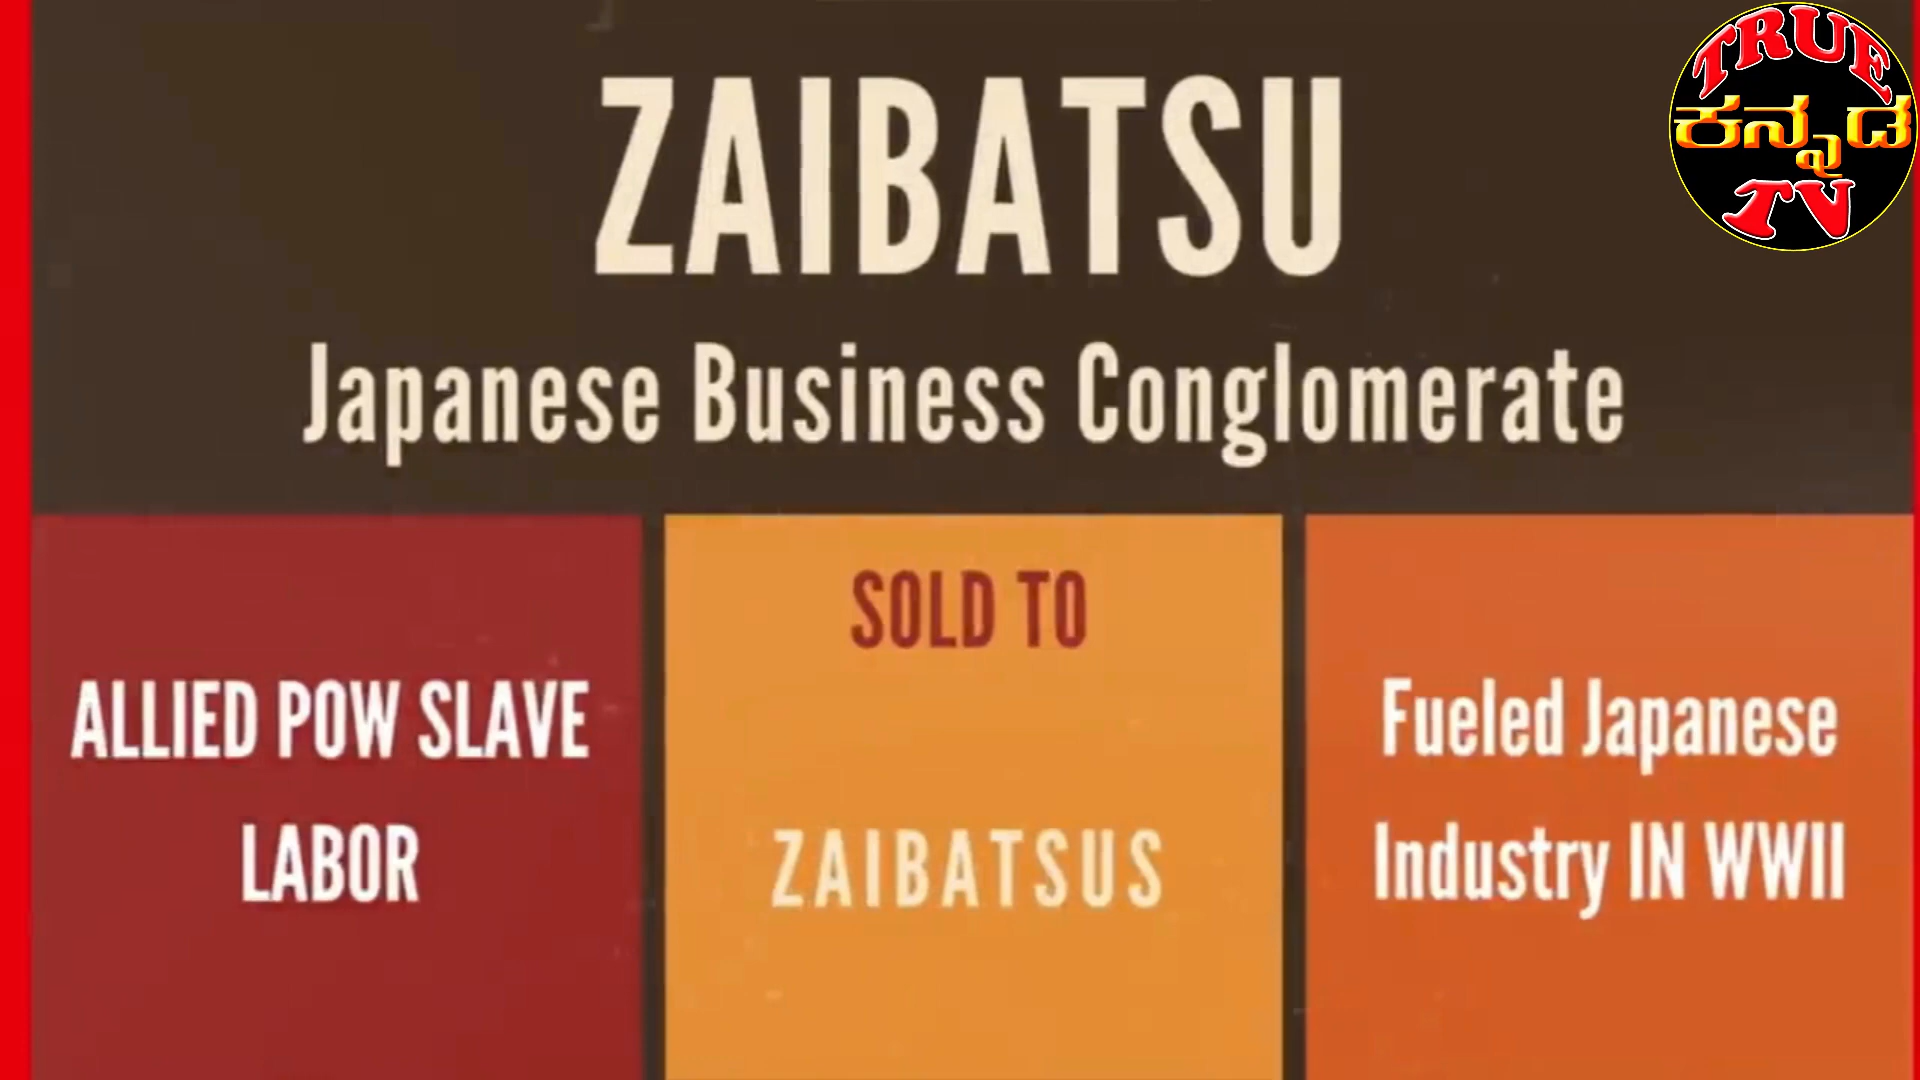 ZAIBATSU
Japanese Business Conglomerate
TRUE
ಕನ್ನಡ
TV
ALLIED POW SLAVE
LABOR
SOLD TO
ZAIBATSUS
Fueled Japanese
Industry IN WWII